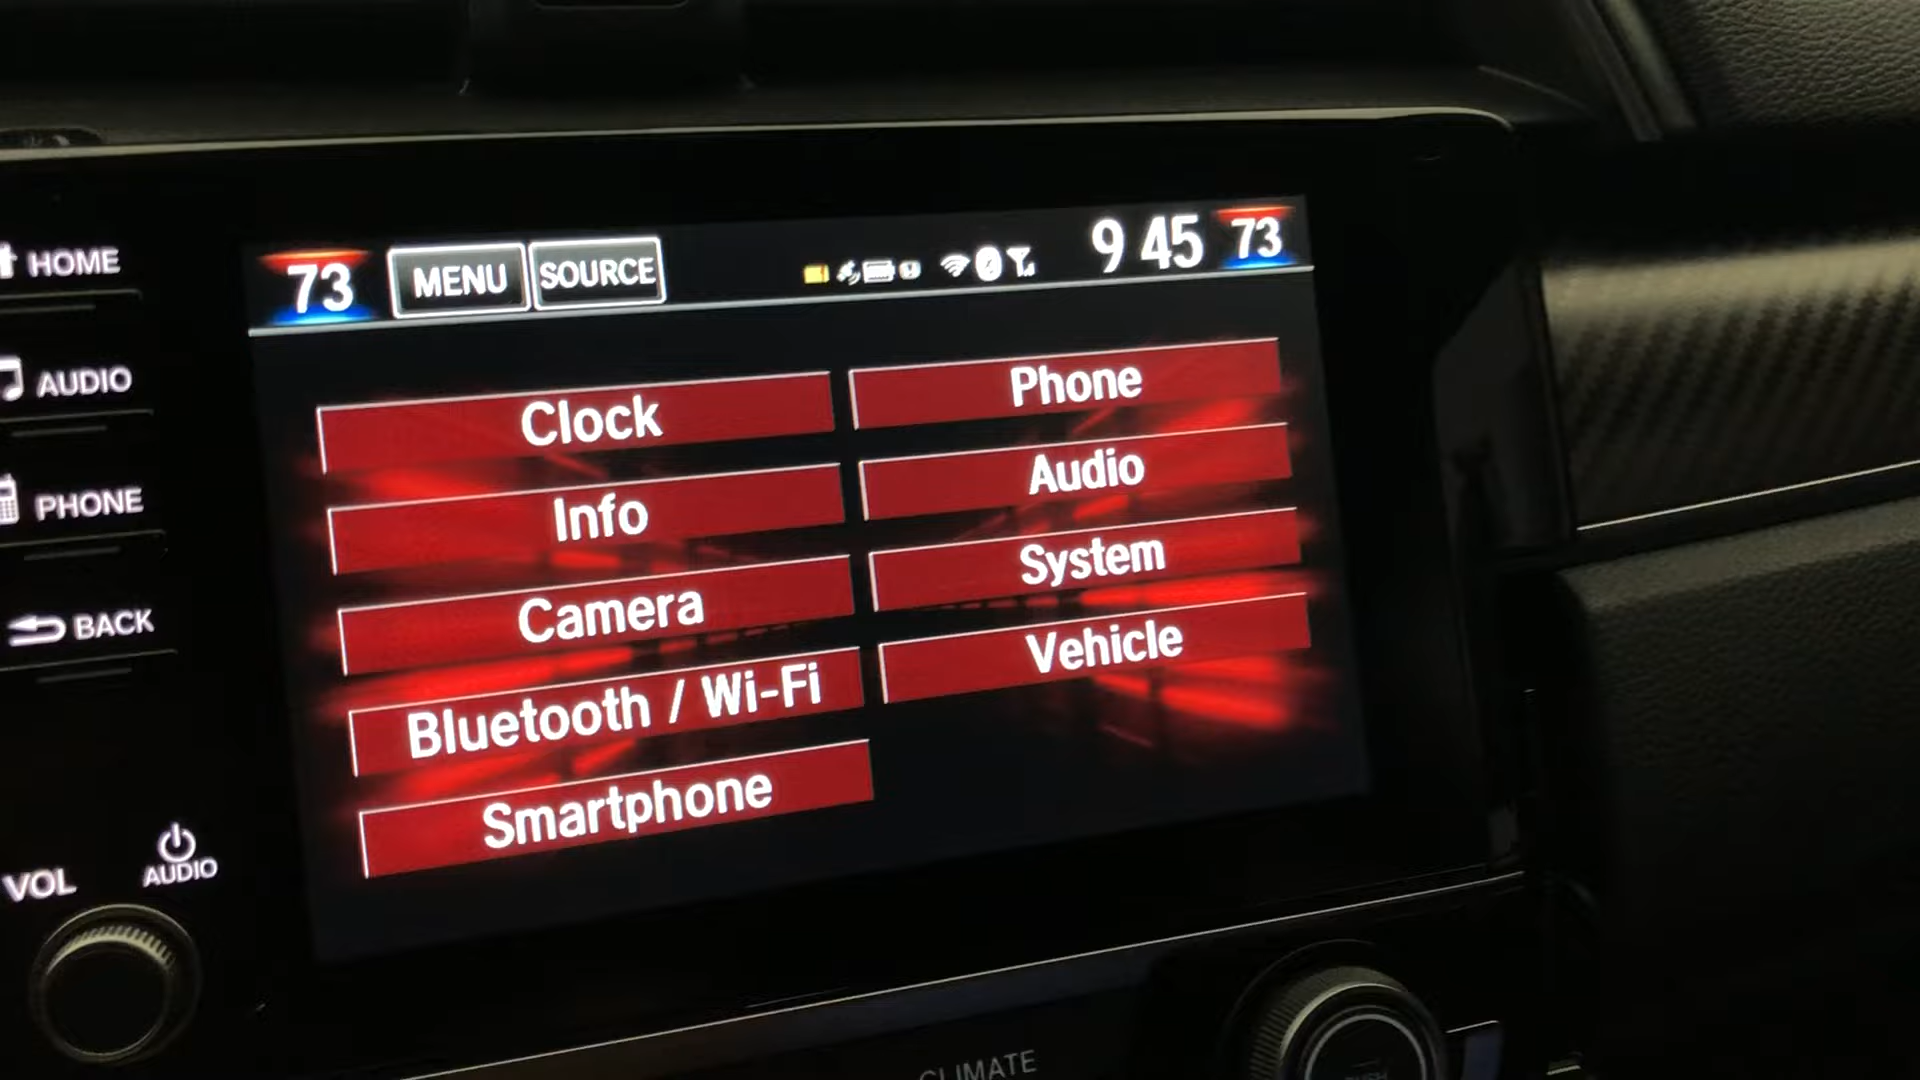 HOME
AUDIO
PHONE
BACK
VOL
AUDIO
73
MENU
SOURCE
9 45
73
Clock
Phone
Info
Audio
Camera
System
Bluetooth / Wi-Fi
Vehicle
Smartphone
CLIMATE